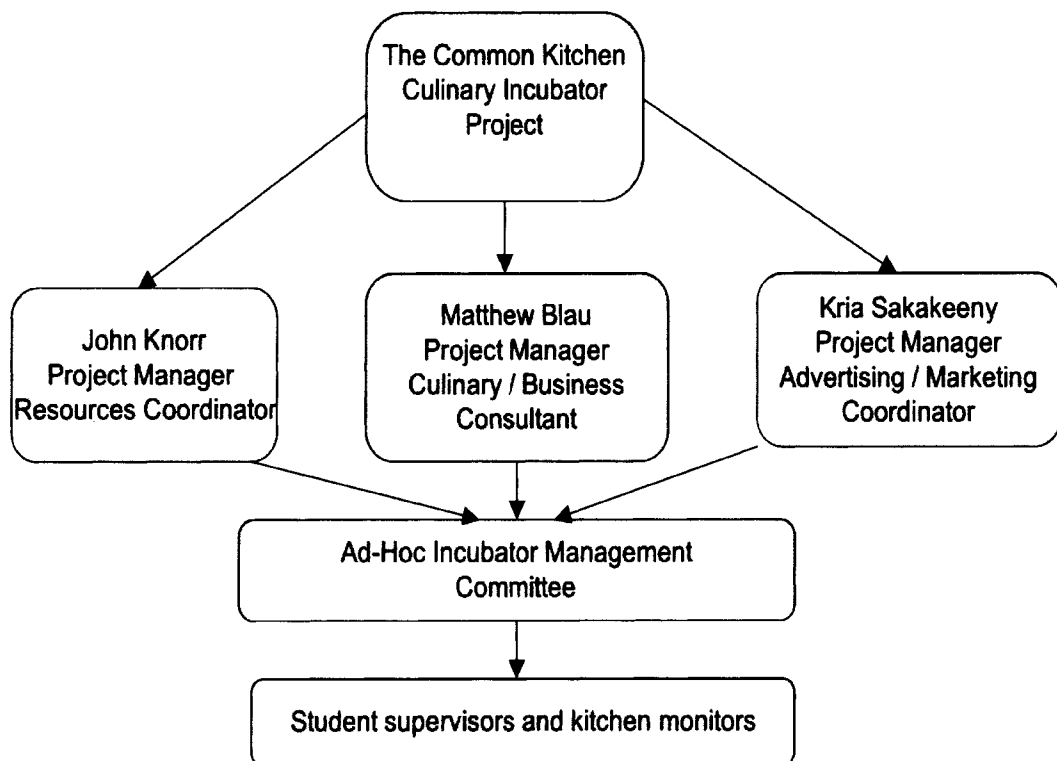 The Common Kitchen
Culinary Incubator
Project
John Knorr
Project Manager
Resources Coordinator
Matthew Blau
Project Manager
Culinary / Business
Consultant
Kria Sakakeeny
Project Manager
Advertising / Marketing
Coordinator
Ad-Hoc Incubator Management
Committee
Student supervisors and kitchen monitors